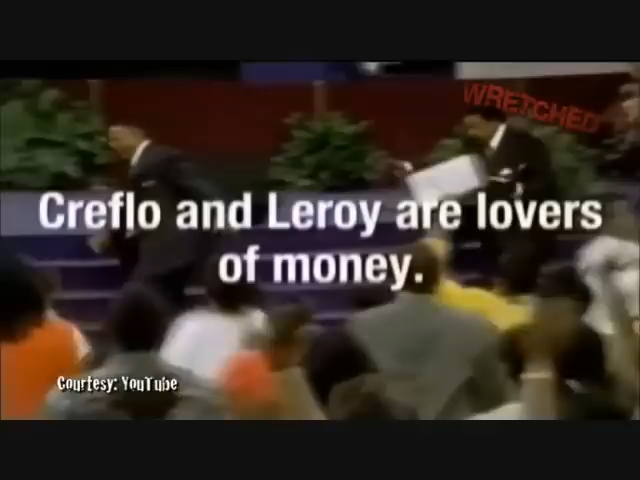 WRETCHED
Creflo and Leroy are lovers
of money.
Courtesy: YouTube